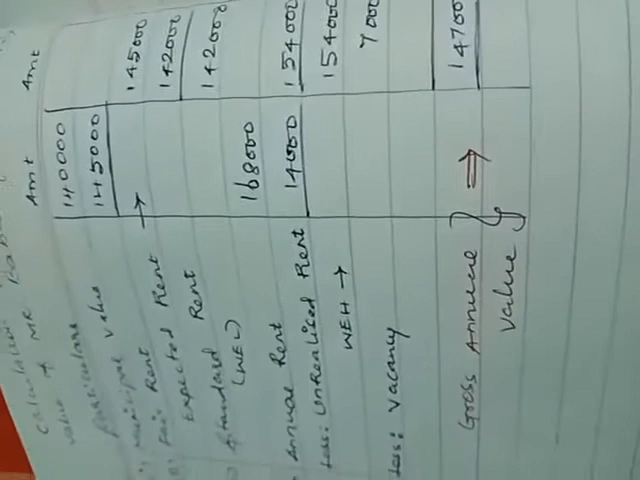 Calculation
value of MR
Particulars Amt Amt
Municipal Value 140000
Fair Rent 145000
Expected Rent → 145000
Standard Rent 142000
(WEL) 142000
Annual Rent 168000
Less: Unrealised Rent 14000 154000
WEH → 154000
Less: Vacancy 7000
Gross Annual Value ⇒ 147000